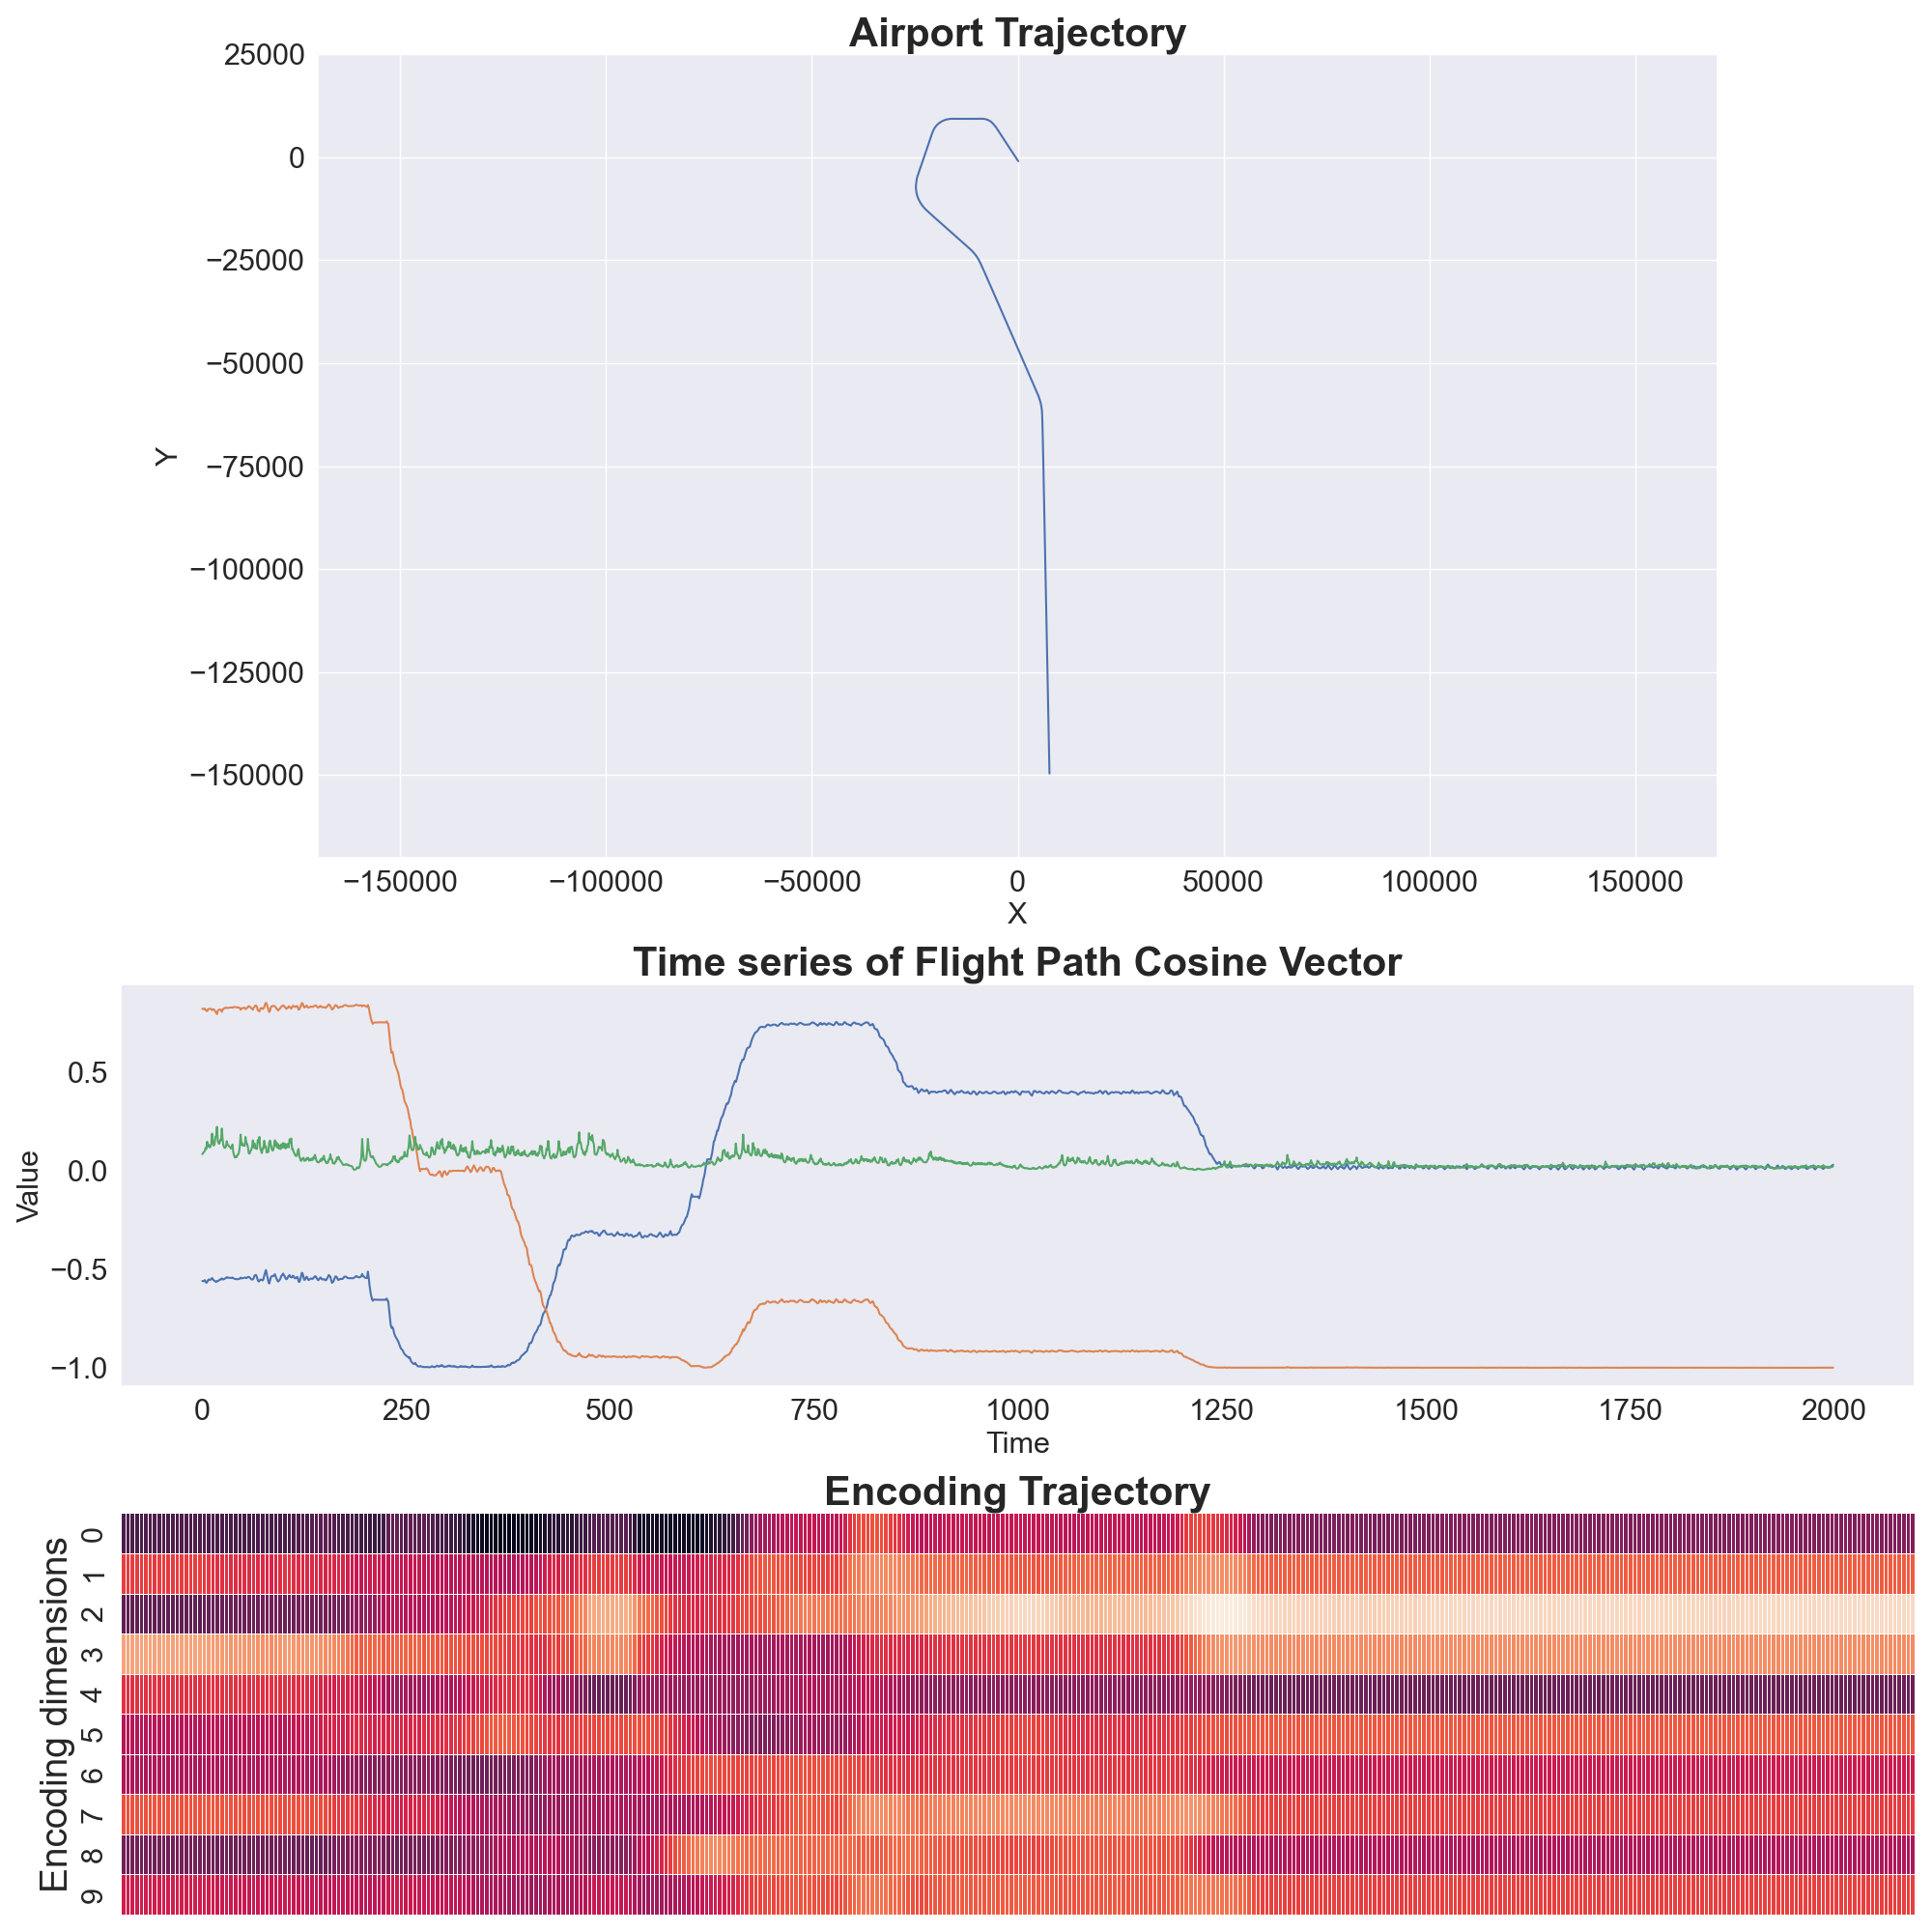 Airport Trajectory
25000
0
−25000
−50000
−75000
−100000
−125000
−150000
Y
−150000 −100000 −50000 0 50000 100000 150000
X
Time series of Flight Path Cosine Vector
0.5
0.0
−0.5
−1.0
Value
0 250 500 750 1000 1250 1500 1750 2000
Time
Encoding Trajectory
0
1
2
3
4
5
6
7
8
9
Encoding dimensions